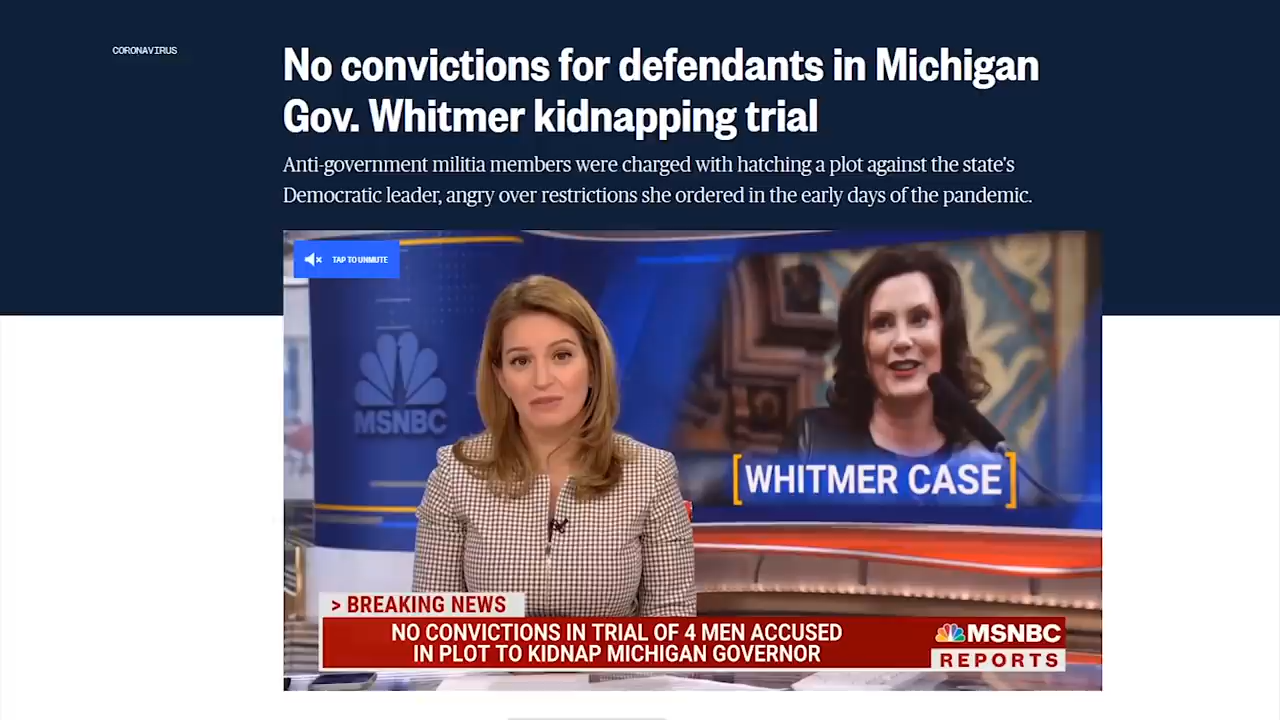 CORONAVIRUS
No convictions for defendants in Michigan
Gov. Whitmer kidnapping trial
Anti-government militia members were charged with hatching a plot against the state's
Democratic leader, angry over restrictions she ordered in the early days of the pandemic.
TAP TO UNMUTE
MSNBC
[WHITMER CASE]
> BREAKING NEWS
NO CONVICTIONS IN TRIAL OF 4 MEN ACCUSED
IN PLOT TO KIDNAP MICHIGAN GOVERNOR
MSNBC
REPORTS